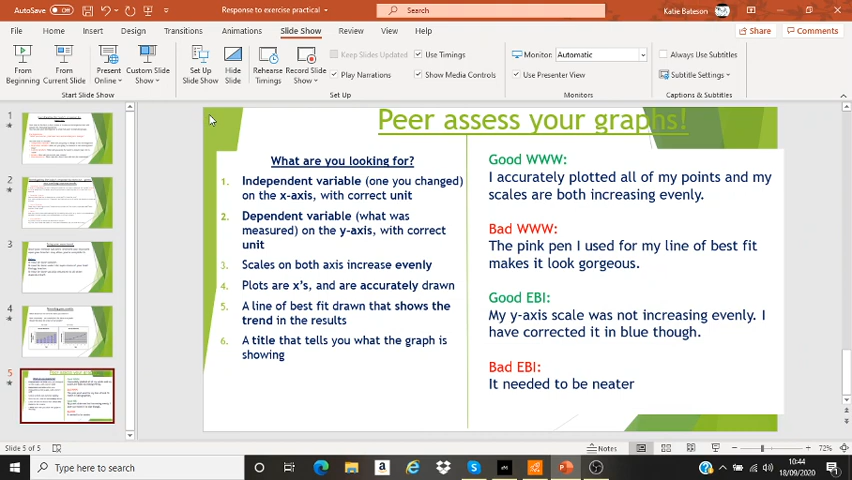 AutoSave Off
Response to exercise practical
Search
Katie Bateson
File Home Insert Design Transitions Animations Slide Show Review View Help
Share Comments
From Beginning
From Current Slide
Present Online
Custom Slide Show
Set Up Slide Show
Hide Slide
Rehearse Timings
Record Slide Show
Keep Slides Updated
Play Narrations
Use Timings
Show Media Controls
Monitor: Automatic
Use Presenter View
Always Use Subtitles
Subtitle Settings
Start Slide Show
Set Up
Monitors
Captions & Subtitles
1
2
3
4
5
Peer assess your graphs!
What are you looking for?
1. Independent variable (one you changed)
on the x-axis, with correct unit
2. Dependent variable (what was
measured) on the y-axis, with correct
unit
3. Scales on both axis increase evenly
4. Plots are x's, and are accurately drawn
5. A line of best fit drawn that shows the
trend in the results
6. A title that tells you what the graph is
showing
Good WWW:
I accurately plotted all of my points and my
scales are both increasing evenly.
Bad WWW:
The pink pen I used for my line of best fit
makes it look gorgeous.
Good EBI:
My y-axis scale was not increasing evenly. I
have corrected it in blue though.
Bad EBI:
It needed to be neater
Slide 5 of 5
Notes
72%
Type here to search
10:44
18/09/2020